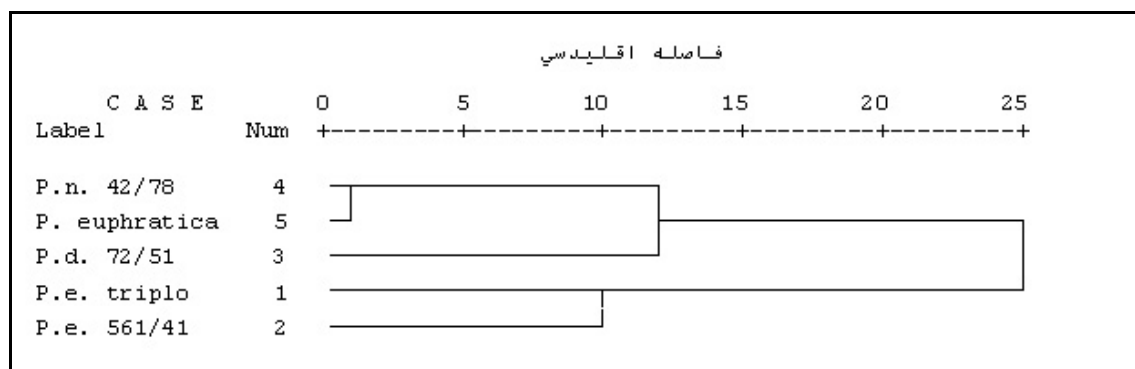 فاصله اقليدسي
C A S E 0 5 10 15 20 25
Label Num +---------+---------+---------+---------+---------+
P.n. 42/78 4
P. euphratica 5
P.d. 72/51 3
P.e. triplo 1
P.e. 561/41 2